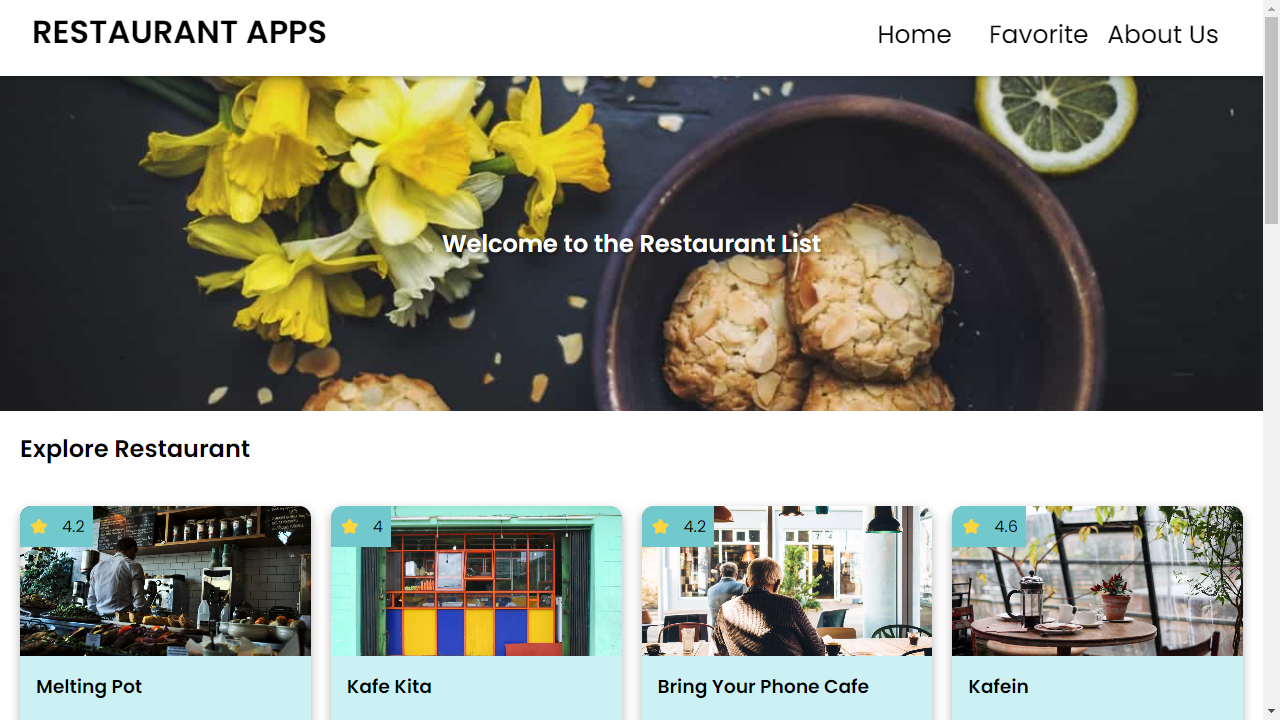 RESTAURANT APPS
Home Favorite About Us
Welcome to the Restaurant List
Explore Restaurant
4.2
4
4.2
4.6
Melting Pot
Kafe Kita
Bring Your Phone Cafe
Kafein